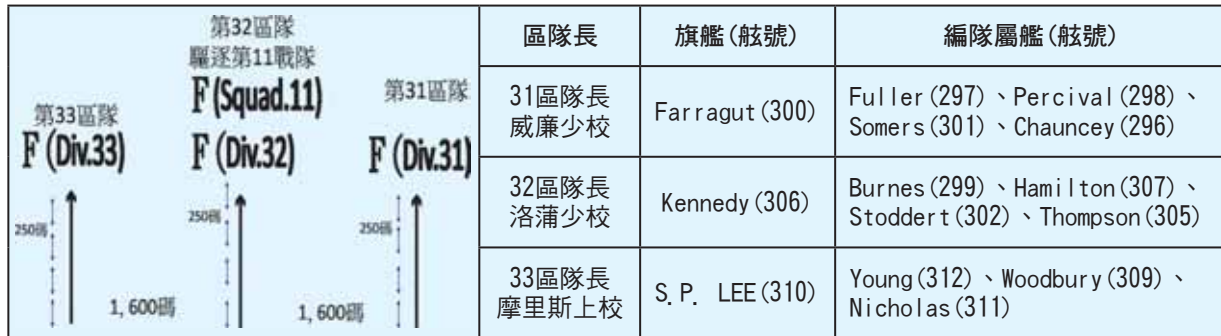 第32區隊
驅逐第11戰隊
F (Squad.11)
第33區隊
第31區隊
F (Div.33)
F (Div.32)
F (Div.31)
250碼
250碼
250碼
1, 600碼
1, 600碼
區隊長
旗艦(舷號)
編隊屬艦(舷號)
31區隊長
威廉少校
Farragut(300)
Fuller(297)、Percival(298)、
Somers(301)、Chauncey(296)
32區隊長
洛蒲少校
Kennedy(306)
Burnes(299)、Hamilton(307)、
Stoddert(302)、Thompson(305)
33區隊長
摩里斯上校
S. P. LEE(310)
Young(312)、Woodbury(309)、
Nicholas(311)